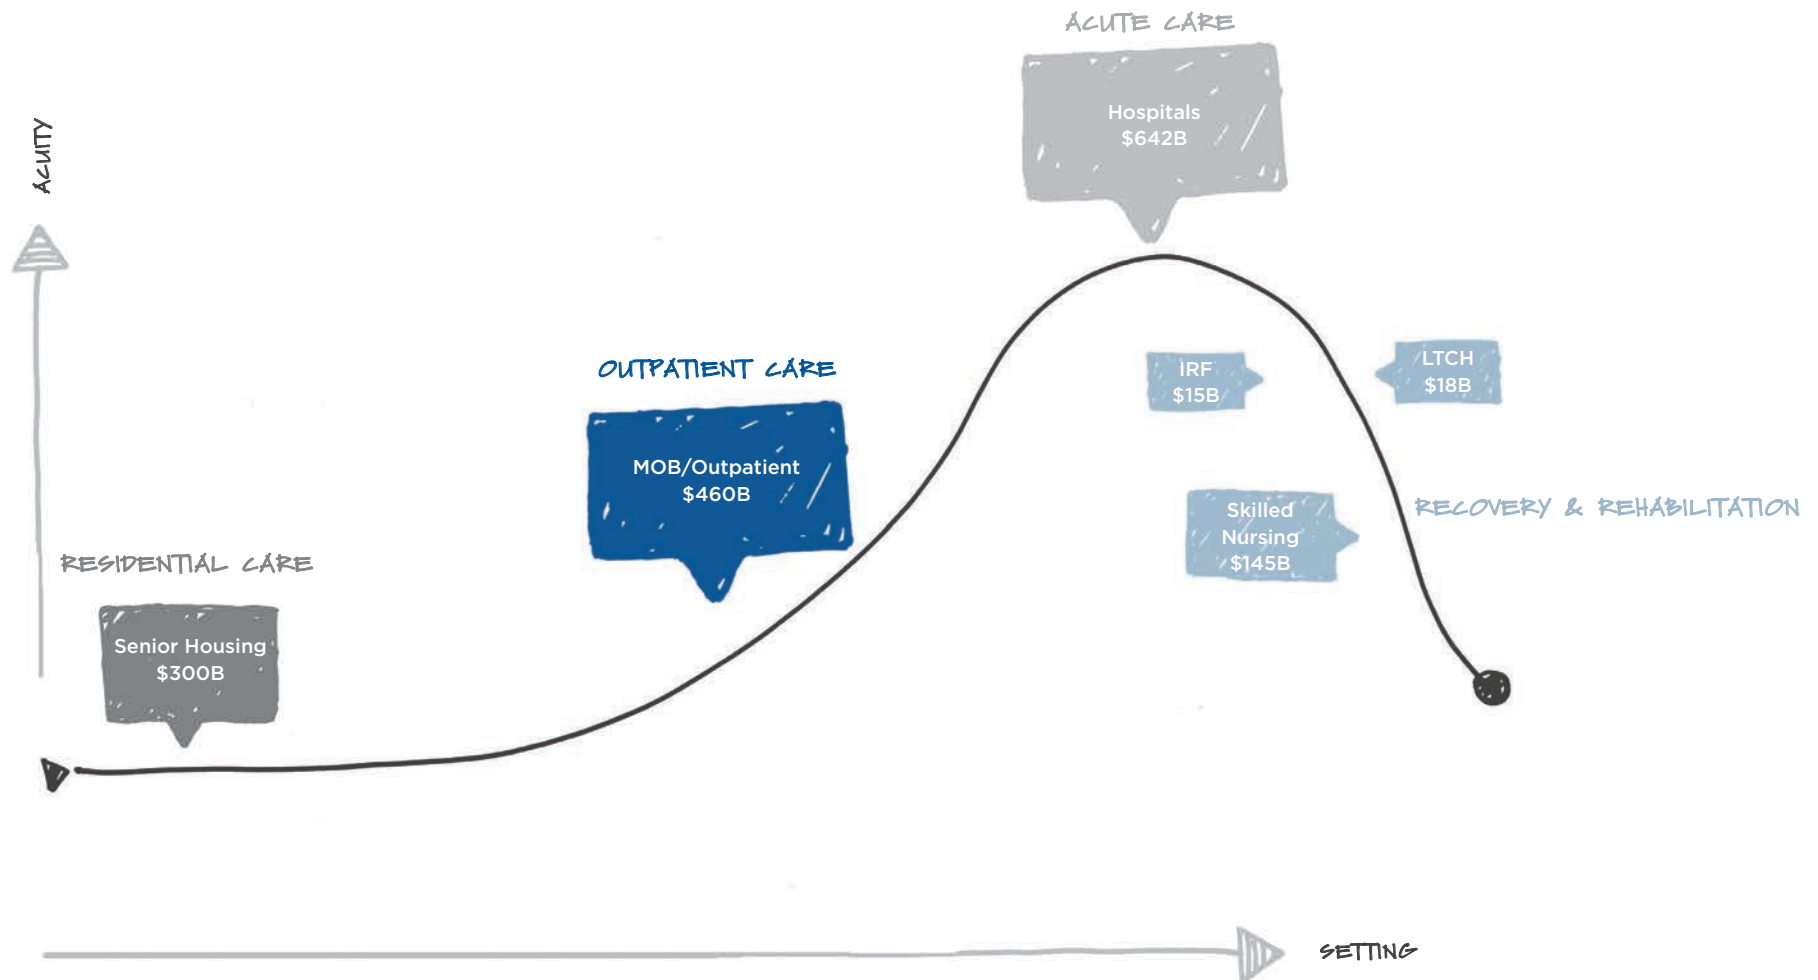 ACUTE CARE
Hospitals
$642B
ACUITY
OUTPATIENT CARE
MOB/Outpatient
$460B
IRF
$15B
LTCH
$18B
Skilled
Nursing
$145B
RECOVERY & REHABILITATION
RESIDENTIAL CARE
Senior Housing
$300B
SETTING